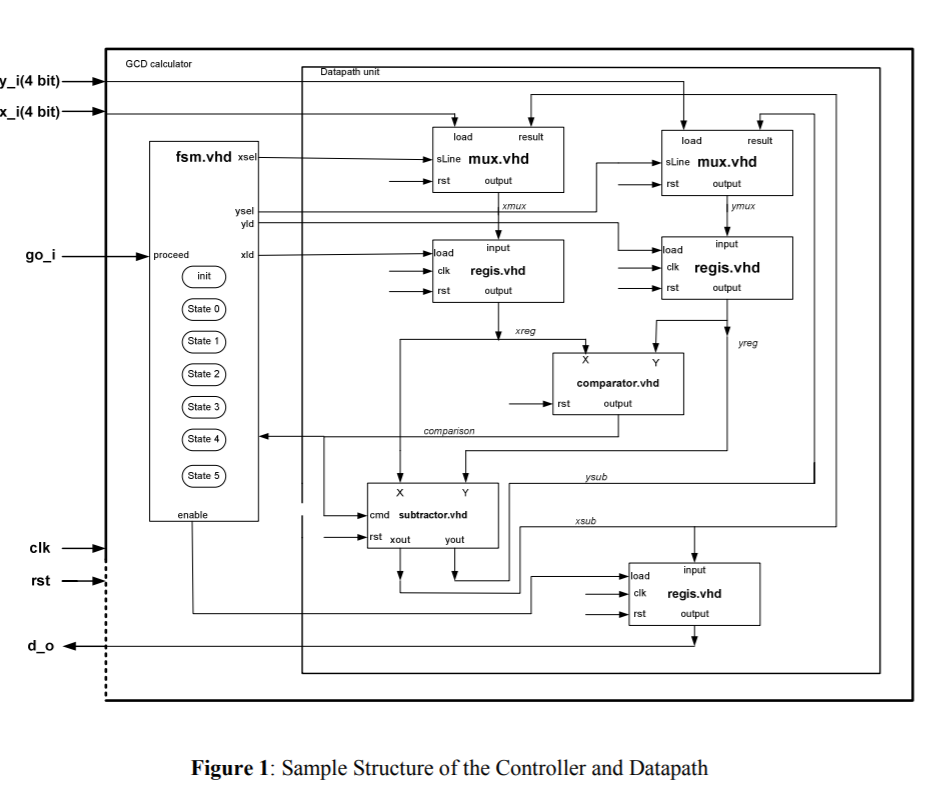 GCD calculator
Datapath unit
y_i(4 bit)
x_i(4 bit)
load result
sLine mux.vhd
rst output
load result
sLine mux.vhd
rst output
fsm.vhd xsel
ysel
yld
xmux
ymux
go_i
proceed xld
input
load
clk regis.vhd
rst output
input
load
clk regis.vhd
rst output
init
State 0
State 1
State 2
State 3
State 4
State 5
enable
xreg
yreg
X Y
comparator.vhd
rst output
comparison
ysub
X Y
cmd subtractor.vhd
rst xout yout
xsub
clk
rst
input
load
clk regis.vhd
rst output
d_o
Figure 1: Sample Structure of the Controller and Datapath